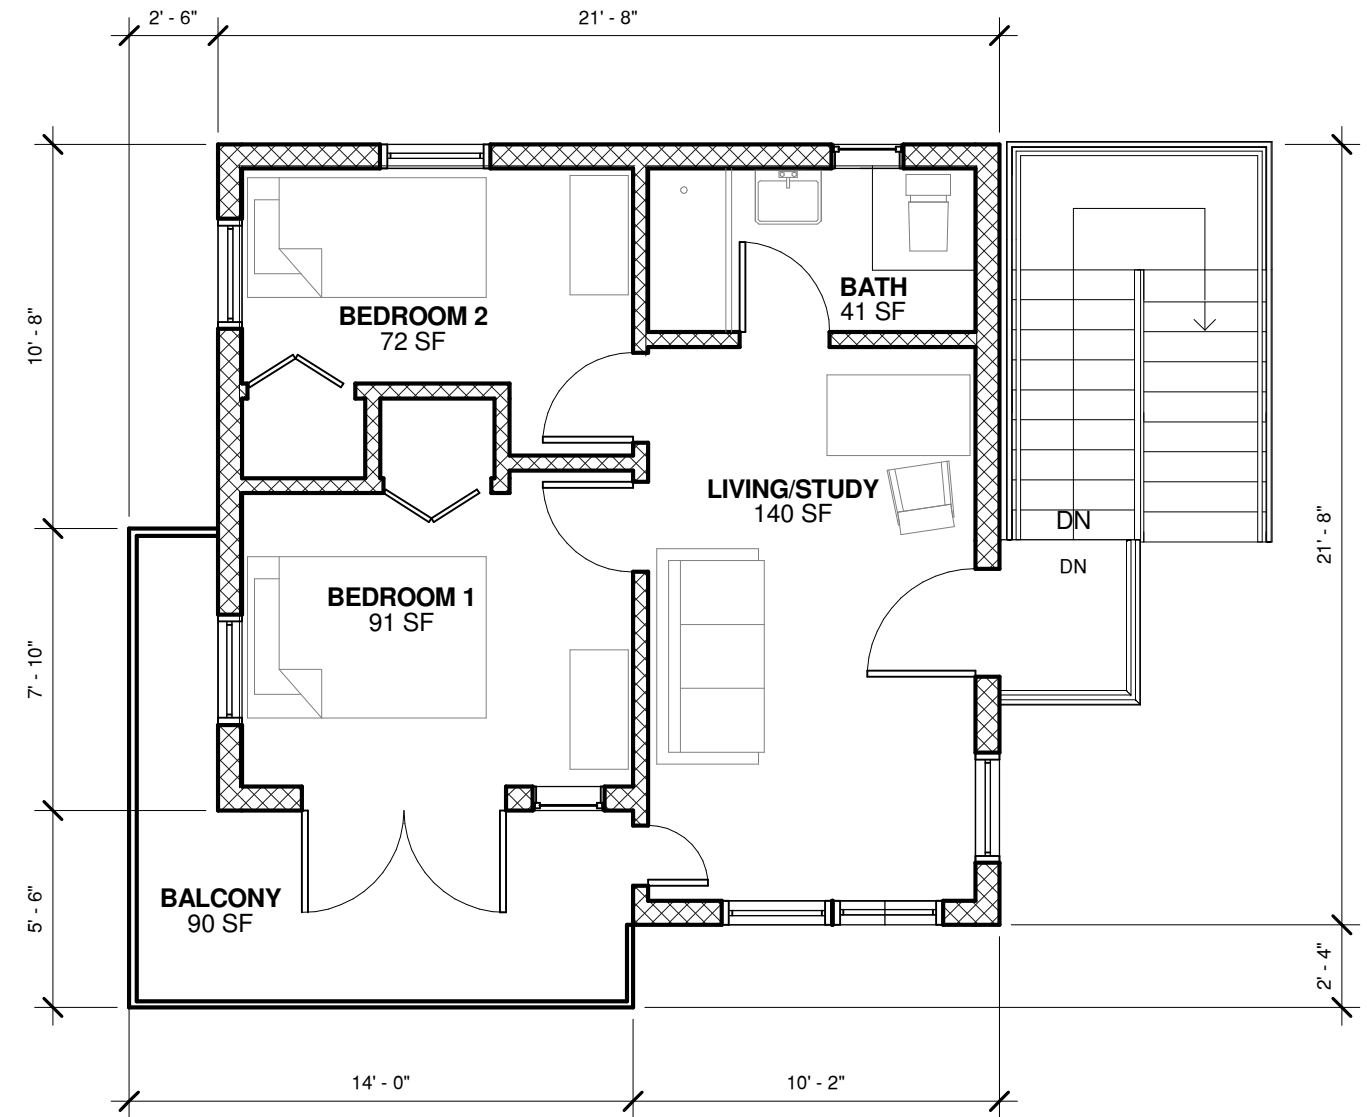 2' - 6"
21' - 8"
10' - 8"
7' - 10"
5' - 6"
BEDROOM 2
72 SF
BATH
41 SF
LIVING/STUDY
140 SF
DN
DN
BEDROOM 1
91 SF
BALCONY
90 SF
21' - 8"
2' - 4"
14' - 0"
10' - 2"